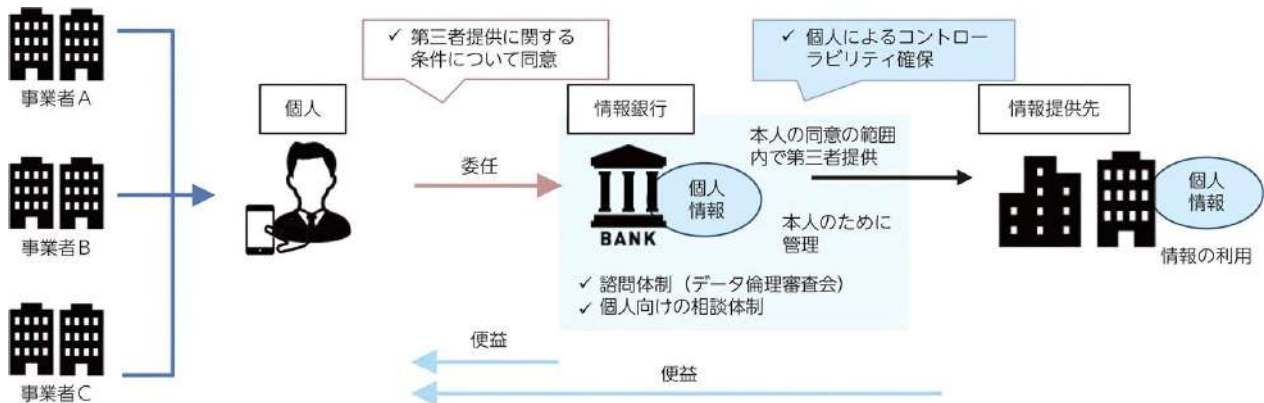 ✓ 第三者提供に関する
条件について同意
✓ 個人によるコントロー
ラビリティ確保
事業者A
個人
情報銀行
情報提供先
委任
本人の同意の範囲
内で第三者提供
個人
情報
BANK
個人
情報
本人のために
管理
情報の利用
事業者B
✓ 諮問体制（データ倫理審査会）
✓ 個人向けの相談体制
便益
便益
事業者C